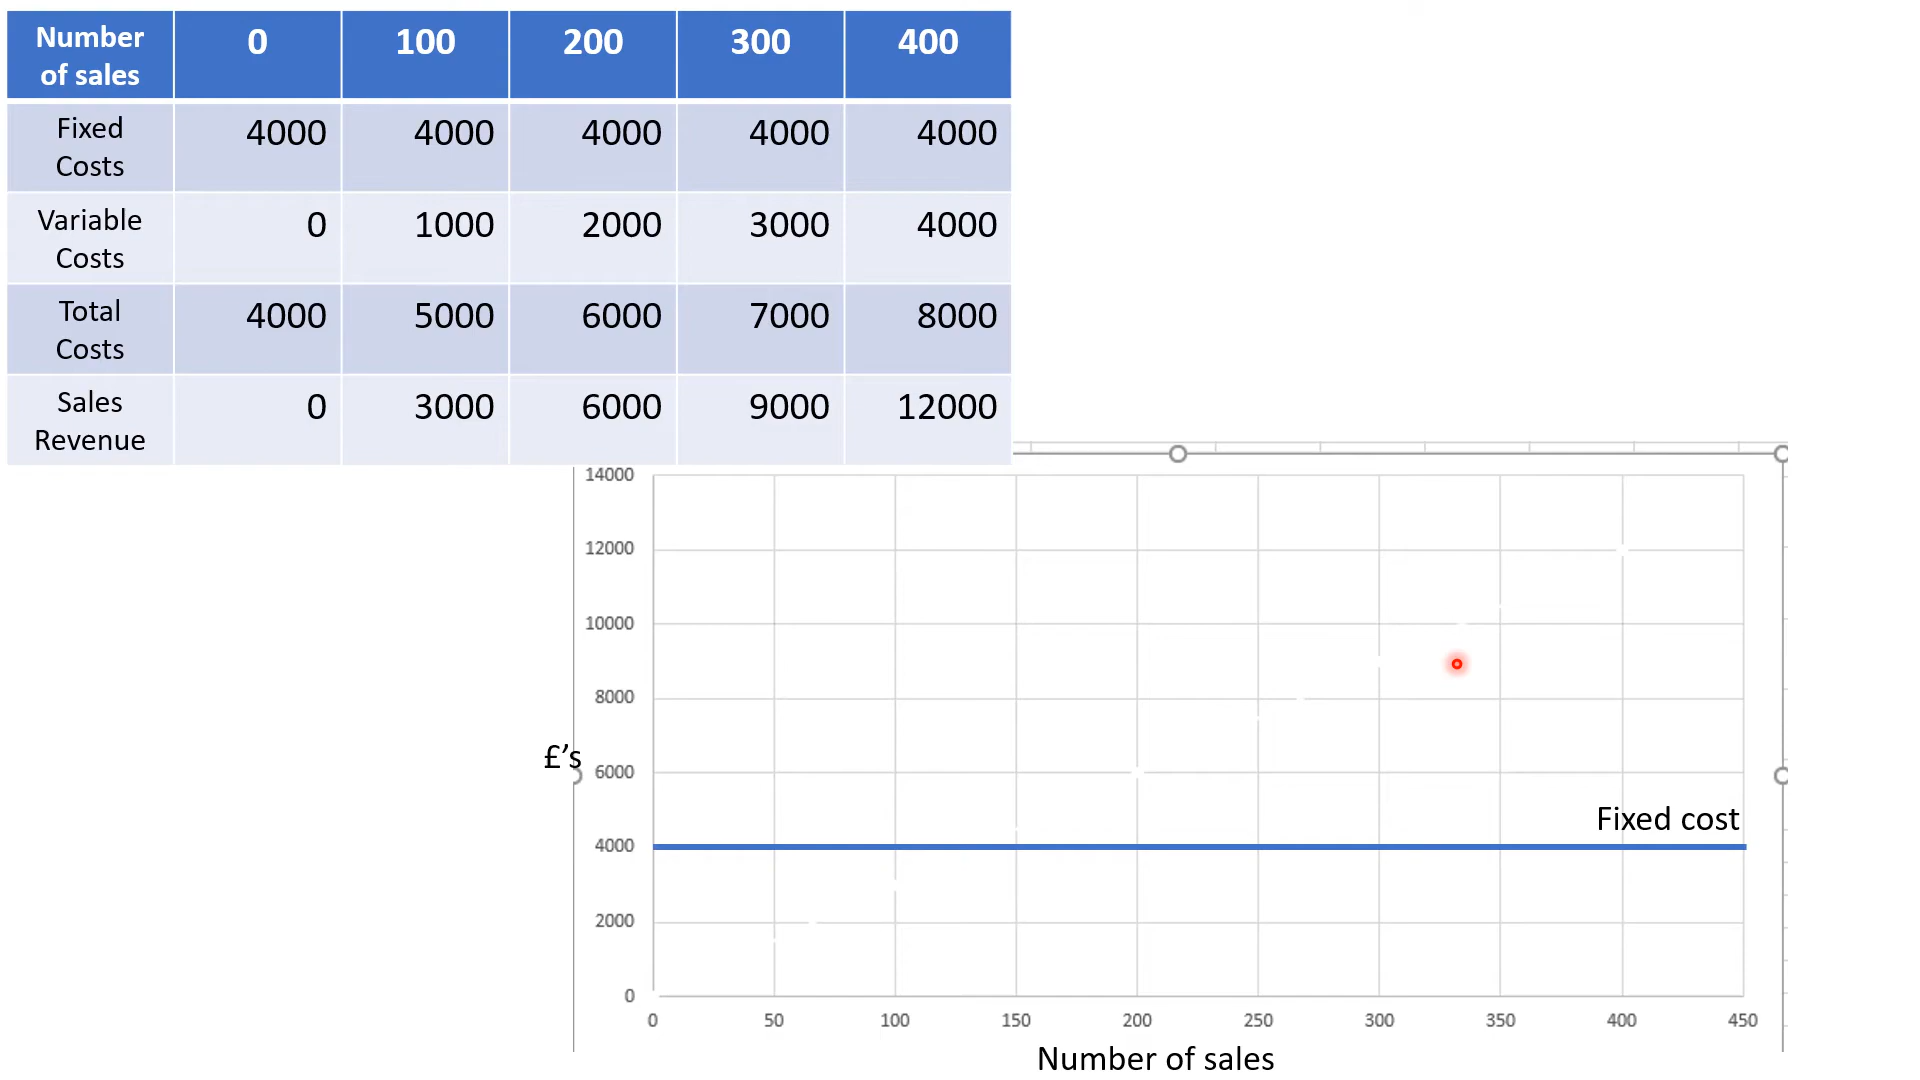 Number of sales 0 100 200 300 400
Fixed Costs 4000 4000 4000 4000 4000
Variable Costs 0 1000 2000 3000 4000
Total Costs 4000 5000 6000 7000 8000
Sales Revenue 0 3000 6000 9000 12000
14000
12000
10000
8000
£’s
6000
Fixed cost
4000
2000
0
0 50 100 150 200 250 300 350 400 450
Number of sales